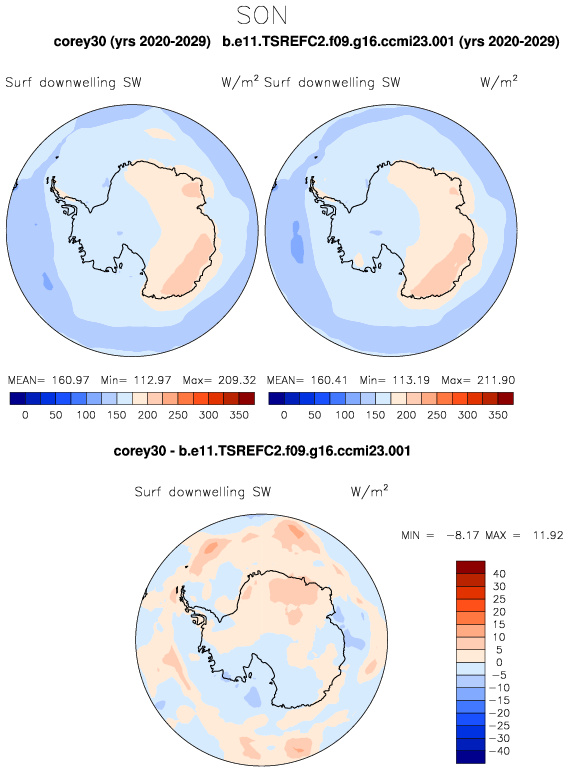 SON
corey30 (yrs 2020-2029) b.e11.TSREFC2.f09.g16.ccmi23.001 (yrs 2020-2029)
Surf downwelling SW W/m² Surf downwelling SW W/m²
MEAN= 160.97 Min= 112.97 Max= 209.32 MEAN= 160.41 Min= 113.19 Max= 211.90
0 50 100 150 200 250 300 350 0 50 100 150 200 250 300 350
corey30 - b.e11.TSREFC2.f09.g16.ccmi23.001
Surf downwelling SW W/m²
MIN = -8.17 MAX = 11.92
40
30
25
20
15
10
5
0
-5
-10
-15
-20
-25
-30
-40